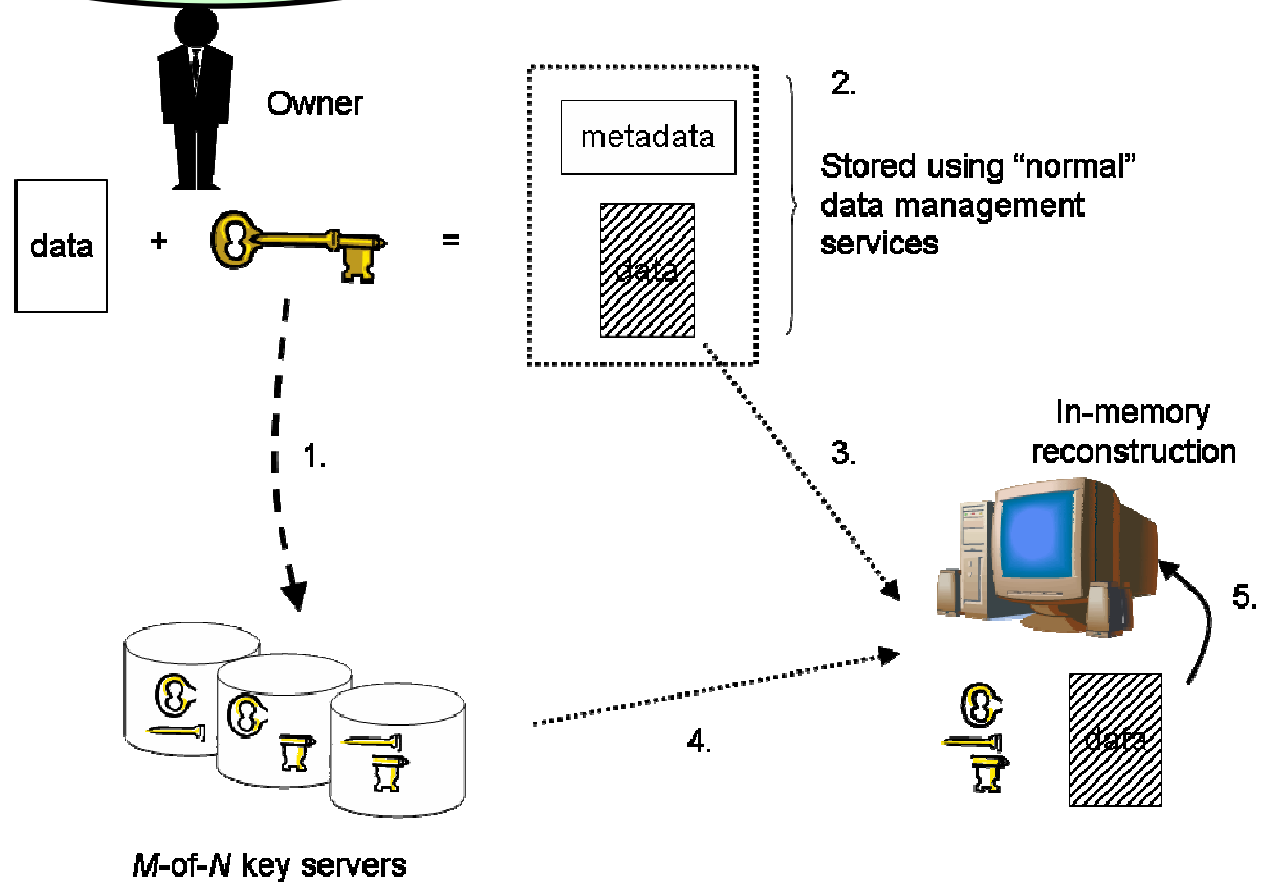 Owner
data
+
=
metadata
data
2.
Stored using “normal”
data management
services
1.
3.
In-memory
reconstruction
5.
4.
data
M-of-N key servers